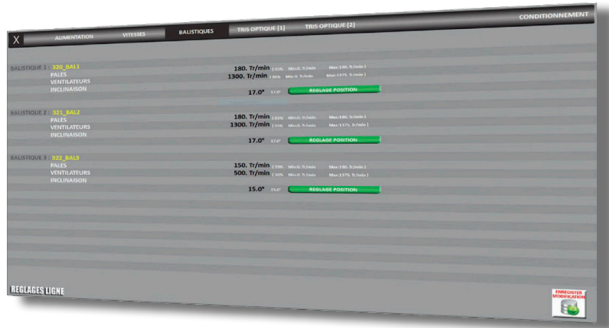 X ALIMENTATION VITESSES BALISTIQUES TRIS OPTIQUE [1] TRIS OPTIQUE [2] CONDITIONNEMENT
BALISTIQUE 1 320_BAL1
PALES 180. Tr/min
VENTILATEURS 1300. Tr/min
INCLINAISON 17.0° REGLAGE POSITION
BALISTIQUE 2 321_BAL2
PALES 180. Tr/min
VENTILATEURS 1300. Tr/min
INCLINAISON 17.0° REGLAGE POSITION
BALISTIQUE 3 322_BAL3
PALES 150. Tr/min
VENTILATEURS 500. Tr/min
INCLINAISON 15.0° REGLAGE POSITION
REGLAGES LIGNE
ENREGISTER
MODIFICATION